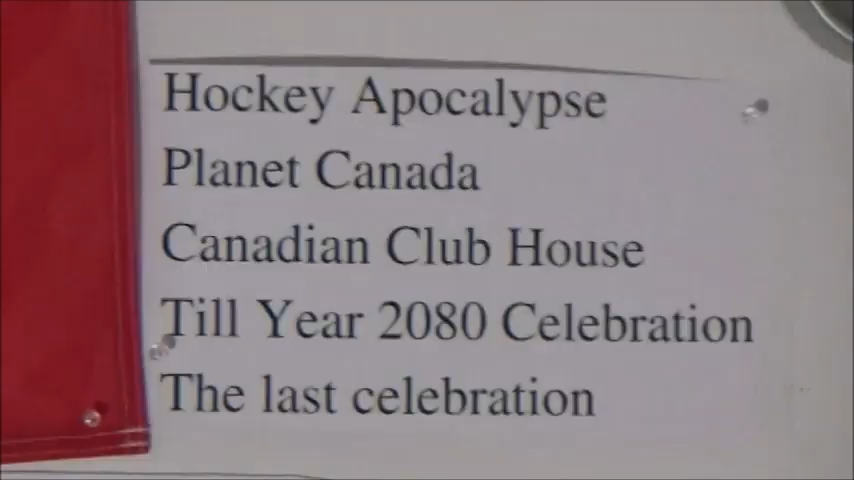 Hockey Apocalypse
Planet Canada
Canadian Club House
Till Year 2080 Celebration
The last celebration